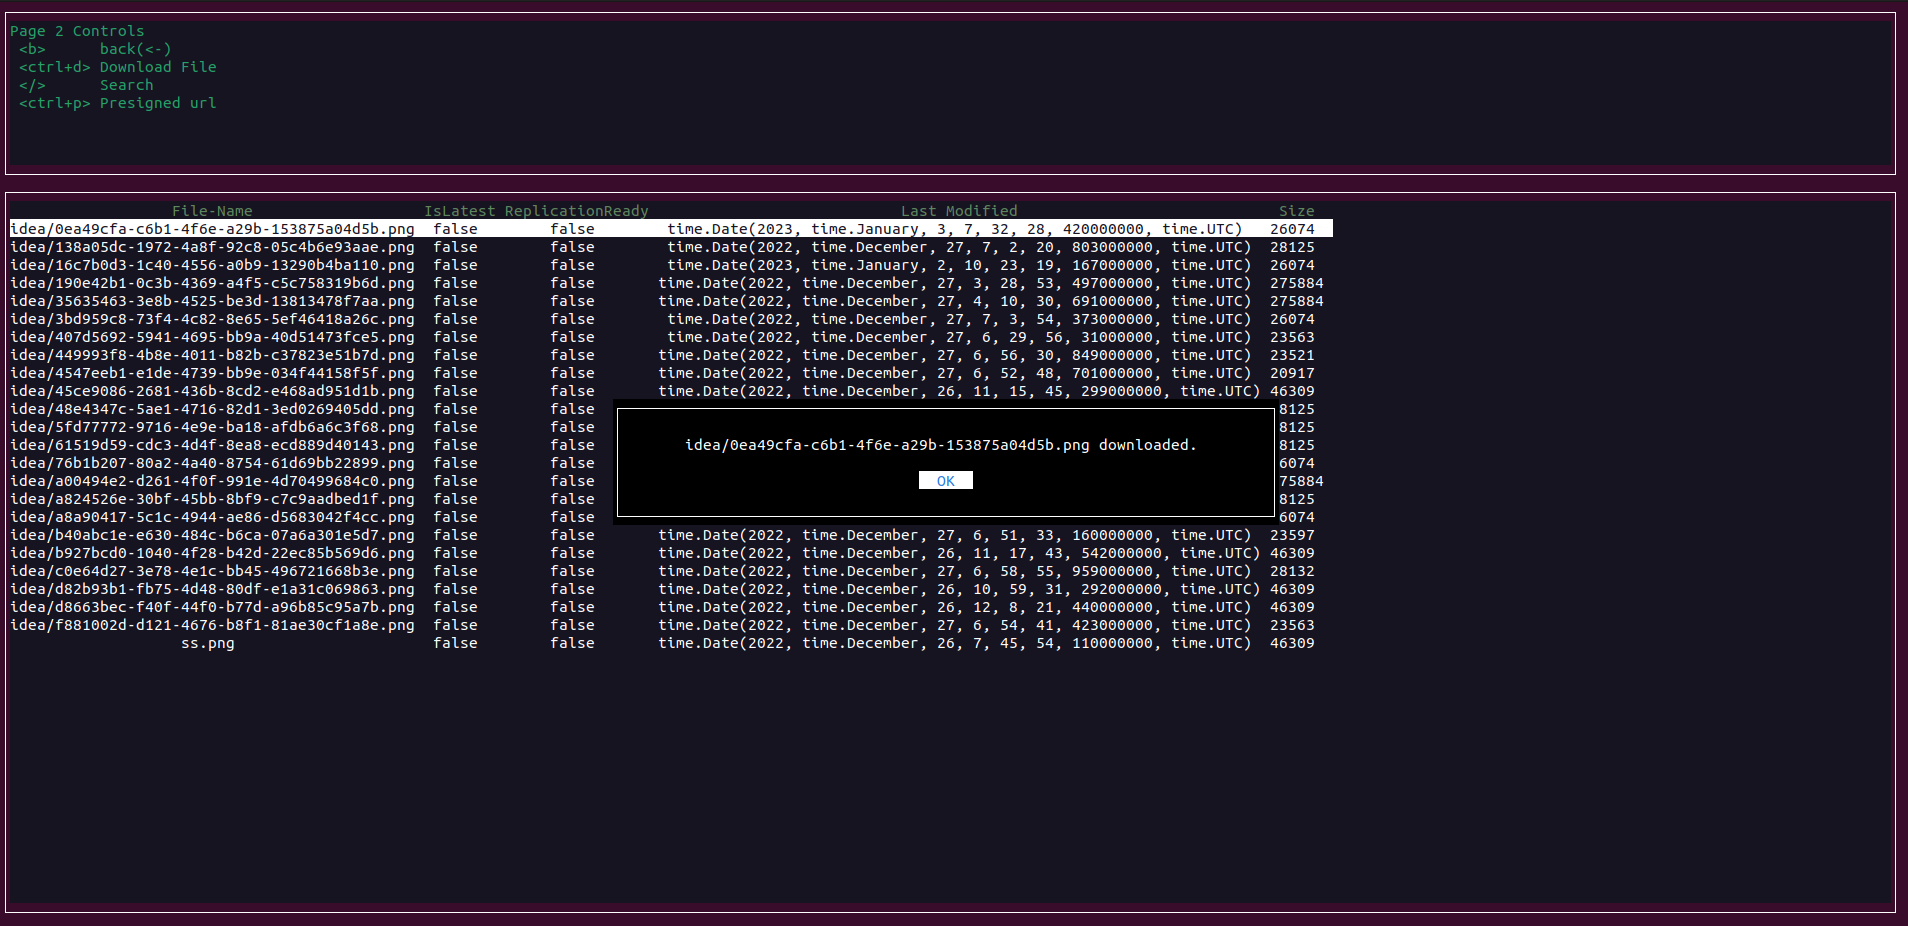 Page 2 Controls
<b> back(<-)
<ctrl+d> Download File
</> Search
<ctrl+p> Presigned url
File-Name IsLatest ReplicationReady Last Modified Size
idea/0ea49cfa-c6b1-4f6e-a29b-153875a04d5b.png false false time.Date(2023, time.January, 3, 7, 32, 28, 420000000, time.UTC) 26074
idea/138a05dc-1972-4a8f-92c8-05c4b6e93aae.png false false time.Date(2022, time.December, 27, 7, 2, 20, 803000000, time.UTC) 28125
idea/16c7b0d3-1c40-4556-a0b9-13290b4ba110.png false false time.Date(2023, time.January, 2, 10, 23, 19, 167000000, time.UTC) 26074
idea/190e42b1-0c3b-4369-a4f5-c5c758319b6d.png false false time.Date(2022, time.December, 27, 3, 28, 53, 497000000, time.UTC) 275884
idea/35635463-3e8b-4525-be3d-13813478f7aa.png false false time.Date(2022, time.December, 27, 4, 10, 30, 691000000, time.UTC) 275884
idea/3bd959c8-73f4-4c82-8e65-5ef46418a26c.png false false time.Date(2022, time.December, 27, 7, 3, 54, 373000000, time.UTC) 26074
idea/407d5692-5941-4695-bb9a-40d51473fce5.png false false time.Date(2022, time.December, 27, 6, 29, 56, 31000000, time.UTC) 23563
idea/449993f8-4b8e-4011-b82b-c37823e51b7d.png false false time.Date(2022, time.December, 27, 6, 56, 30, 849000000, time.UTC) 23521
idea/4547eeb1-e1de-4739-bb9e-034f44158f5f.png false false time.Date(2022, time.December, 27, 6, 52, 48, 701000000, time.UTC) 20917
idea/45ce9086-2681-436b-8cd2-e468ad951d1b.png false false time.Date(2022, time.December, 26, 11, 15, 45, 299000000, time.UTC) 46309
idea/48e4347c-5ae1-4716-82d1-3ed0269405dd.png false false 8125
idea/5fd77772-9716-4e9e-ba18-afdb6a6c3f68.png false false 8125
idea/61519d59-cdc3-4d4f-8ea8-ecd889d40143.png false false 8125
idea/76b1b207-80a2-4a40-8754-61d69bb22899.png false false 6074
idea/a00494e2-d261-4f0f-991e-4d70499684c0.png false false 75884
idea/a824526e-30bf-45bb-8bf9-c7c9aadbed1f.png false false 8125
idea/a8a90417-5c1c-4944-ae86-d5683042f4cc.png false false 6074
idea/b40abc1e-e630-484c-b6ca-07a6a301e5d7.png false false time.Date(2022, time.December, 27, 6, 51, 33, 160000000, time.UTC) 23597
idea/b927bcd0-1040-4f28-b42d-22ec85b569d6.png false false time.Date(2022, time.December, 26, 11, 17, 43, 542000000, time.UTC) 46309
idea/c0e64d27-3e78-4e1c-bb45-496721668b3e.png false false time.Date(2022, time.December, 27, 6, 58, 55, 959000000, time.UTC) 28132
idea/d82b93b1-fb75-4d48-80df-e1a31c069863.png false false time.Date(2022, time.December, 26, 10, 59, 31, 292000000, time.UTC) 46309
idea/d8663bec-f40f-44f0-b77d-a96b85c95a7b.png false false time.Date(2022, time.December, 26, 12, 8, 21, 440000000, time.UTC) 46309
idea/f881002d-d121-4676-b8f1-81ae30cf1a8e.png false false time.Date(2022, time.December, 27, 6, 54, 41, 423000000, time.UTC) 23563
ss.png false false time.Date(2022, time.December, 26, 7, 45, 54, 110000000, time.UTC) 46309
idea/0ea49cfa-c6b1-4f6e-a29b-153875a04d5b.png downloaded.
OK